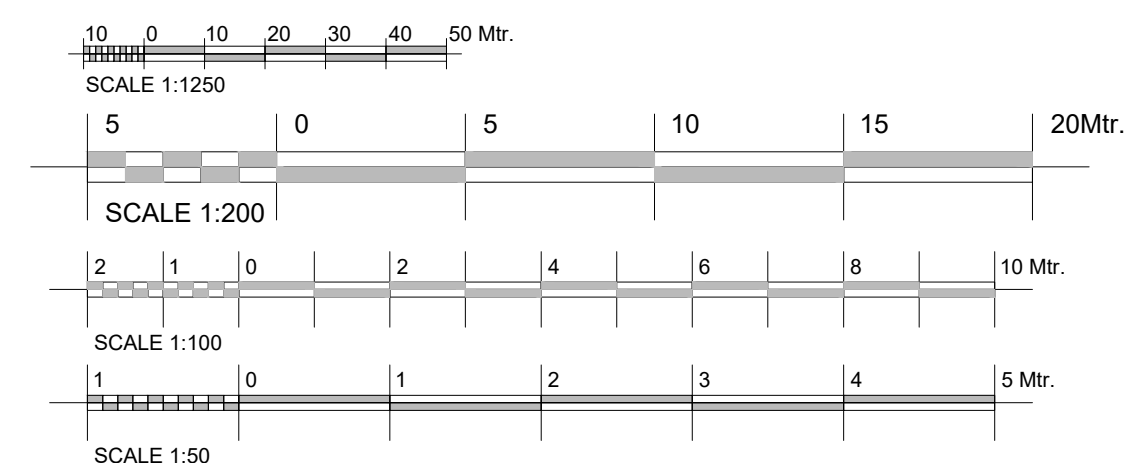 10 0 10 20 30 40 50 Mtr.
SCALE 1:1250
5 0 5 10 15 20Mtr.
SCALE 1:200
2 1 0 2 4 6 8 10 Mtr.
SCALE 1:100
1 0 1 2 3 4 5 Mtr.
SCALE 1:50